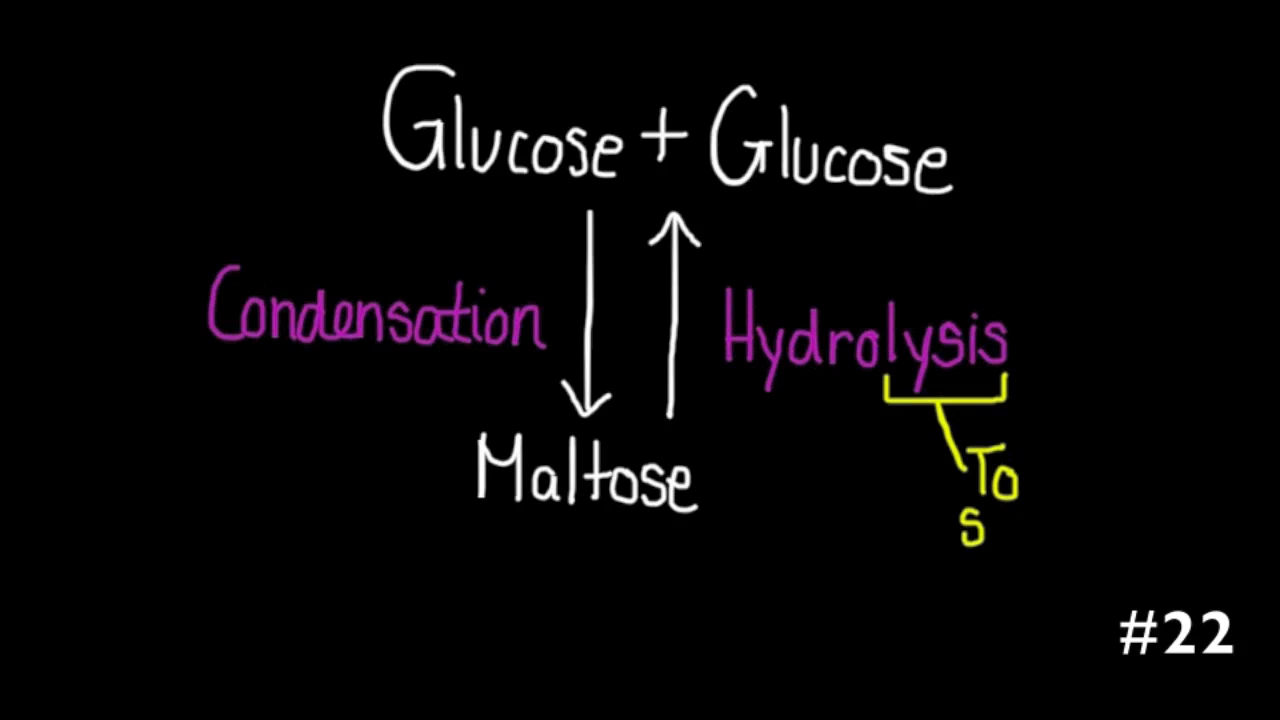 Glucose + Glucose
Condensation
Hydrolysis
Maltose
To
s
#22